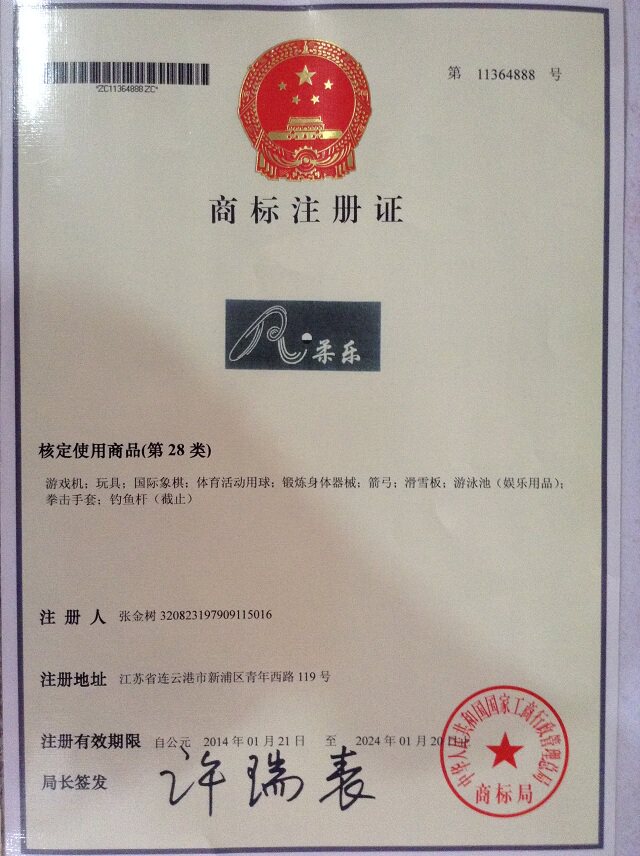 *ZC11364888ZC*
第 11364888 号
商标注册证
柔乐
核定使用商品(第 28 类)
游戏机；玩具；国际象棋；体育活动用球；锻炼身体器械；箭弓；滑雪板；游泳池（娱乐用品）；
拳击手套；钓鱼杆（截止）
注 册 人 张金树 320823197909115016
注册地址 江苏省连云港市新浦区青年西路 119 号
注册有效期限 自公元 2014 年 01 月 21 日 至 2024 年 01 月 20 日
局长签发 许瑞表
中华人民共和国国家工商行政管理总局
商标局